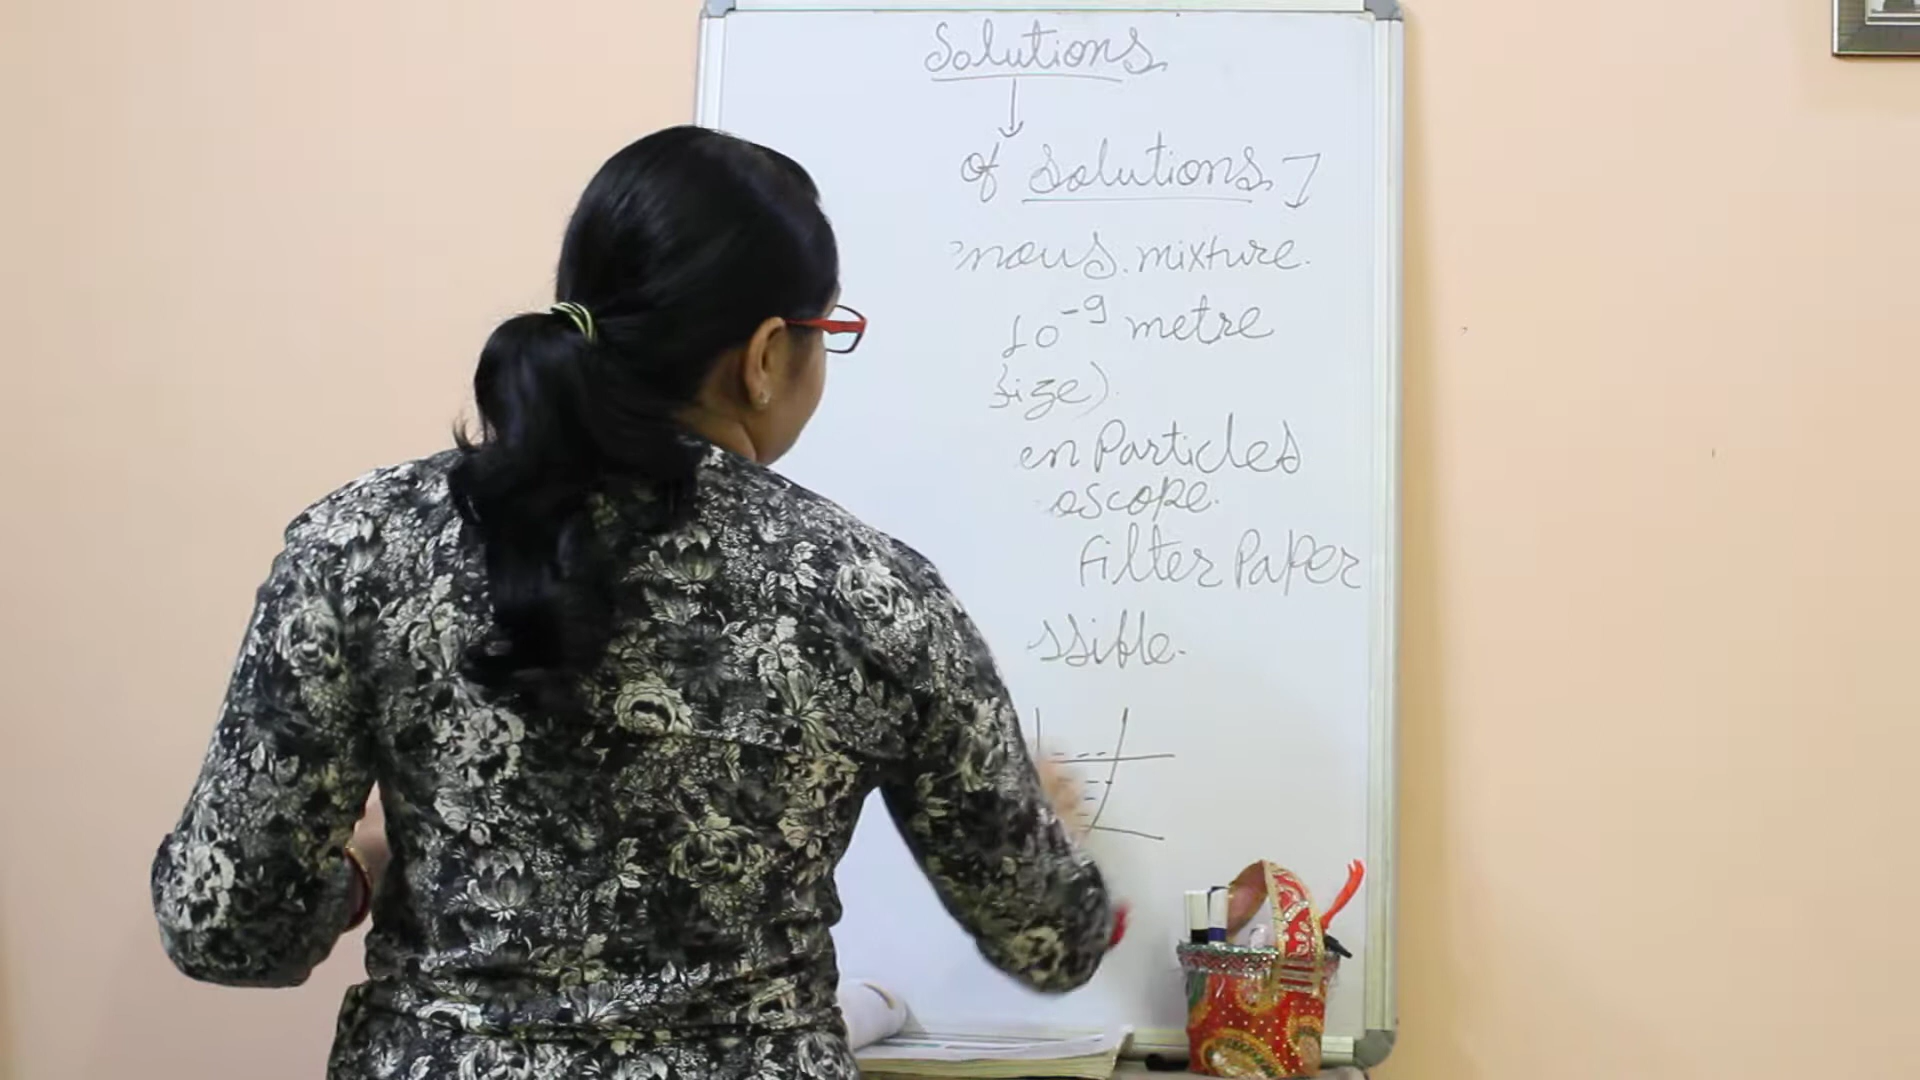 Solutions
of Solutions]
nous mixture.
10⁻⁹ metre
size).
en Particles
oscope.
Filter Paper
ssible.